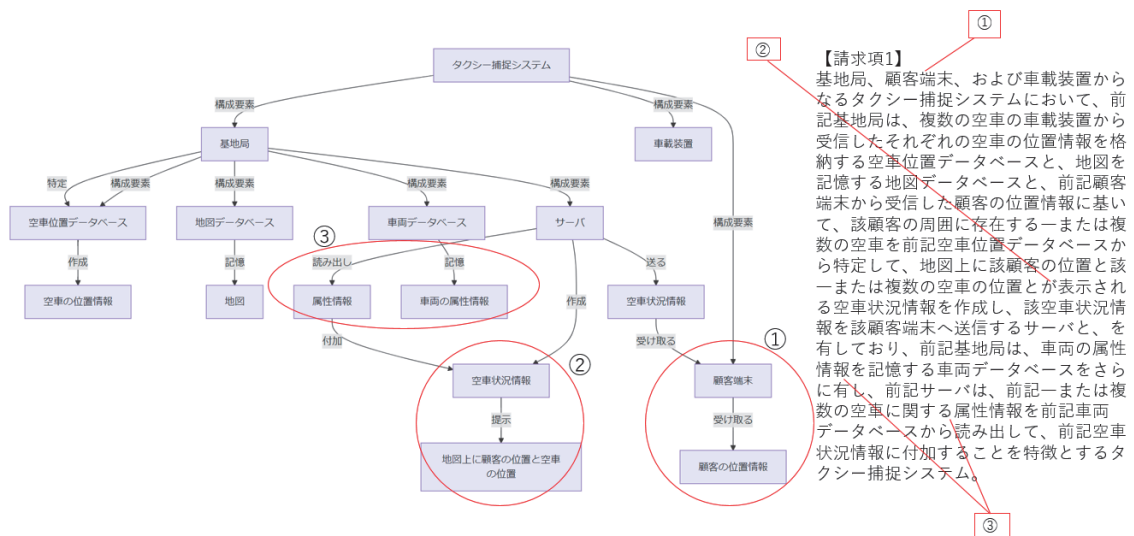 ①
②
タクシー捕捉システム
構成要素
構成要素
基地局
車載装置
特定
構成要素
構成要素
構成要素
構成要素
構成要素
空車位置データベース
地図データベース
車両データベース
サーバ
③
作成
記憶
読み出し
記憶
作成
送る
空車の位置情報
地図
属性情報
車両の属性情報
空車状況情報
付加
受け取る
①
②
空車状況情報
顧客端末
提示
受け取る
地図上に顧客の位置と空車
の位置
顧客の位置情報
【請求項1】
基地局、顧客端末、および車載装置から
なるタクシー捕捉システムにおいて、前
記基地局は、複数の空車の車載装置から
受信したそれぞれの空車の位置情報を格
納する空車位置データベースと、地図を
記憶する地図データベースと、前記顧客
端末から受信した顧客の位置情報に基い
て、該顧客の周囲に存在する一または複
数の空車を前記空車位置データベースか
ら特定して、地図上に該顧客の位置と該
一または複数の空車の位置とが表示され
る空車状況情報を作成し、該空車状況情
報を該顧客端末へ送信するサーバと、を
有しており、前記基地局は、車両の属性
情報を記憶する車両データベースをさら
に有し、前記サーバは、前記一または複
数の空車に関する属性情報を前記車両
データベースから読み出して、前記空車
状況情報に付加することを特徴とするタ
クシー捕捉システム。
③